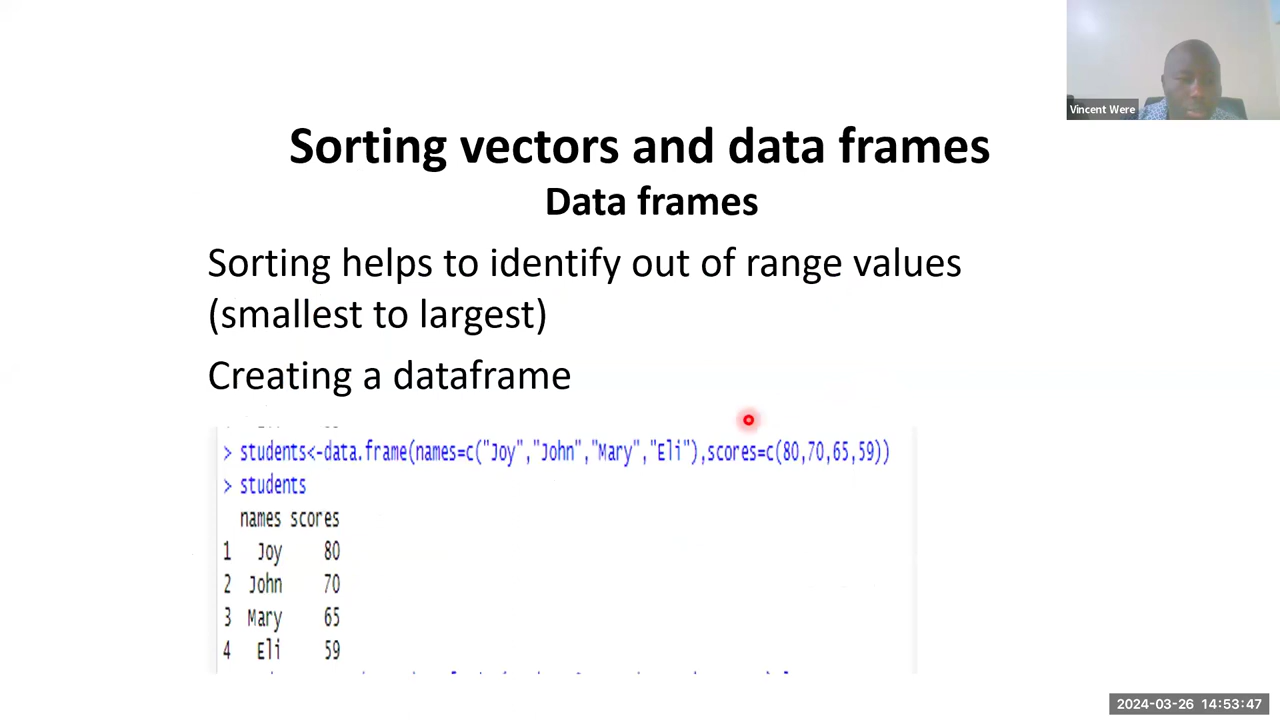 Vincent Were
Sorting vectors and data frames
Data frames
Sorting helps to identify out of range values
(smallest to largest)
Creating a dataframe
> students<-data.frame(names=c("Joy","John","Mary","Eli"),scores=c(80,70,65,59))
> students
names scores
1 Joy 80
2 John 70
3 Mary 65
4 Eli 59
2024-03-26 14:53:47